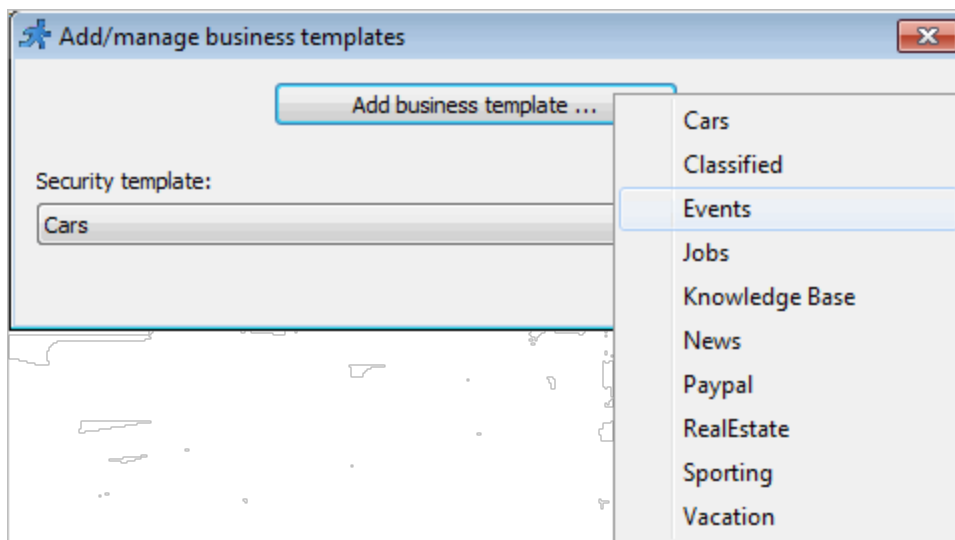 Add/manage business templates
Add business template ...
Security template:
Cars
Cars
Classified
Events
Jobs
Knowledge Base
News
Paypal
RealEstate
Sporting
Vacation